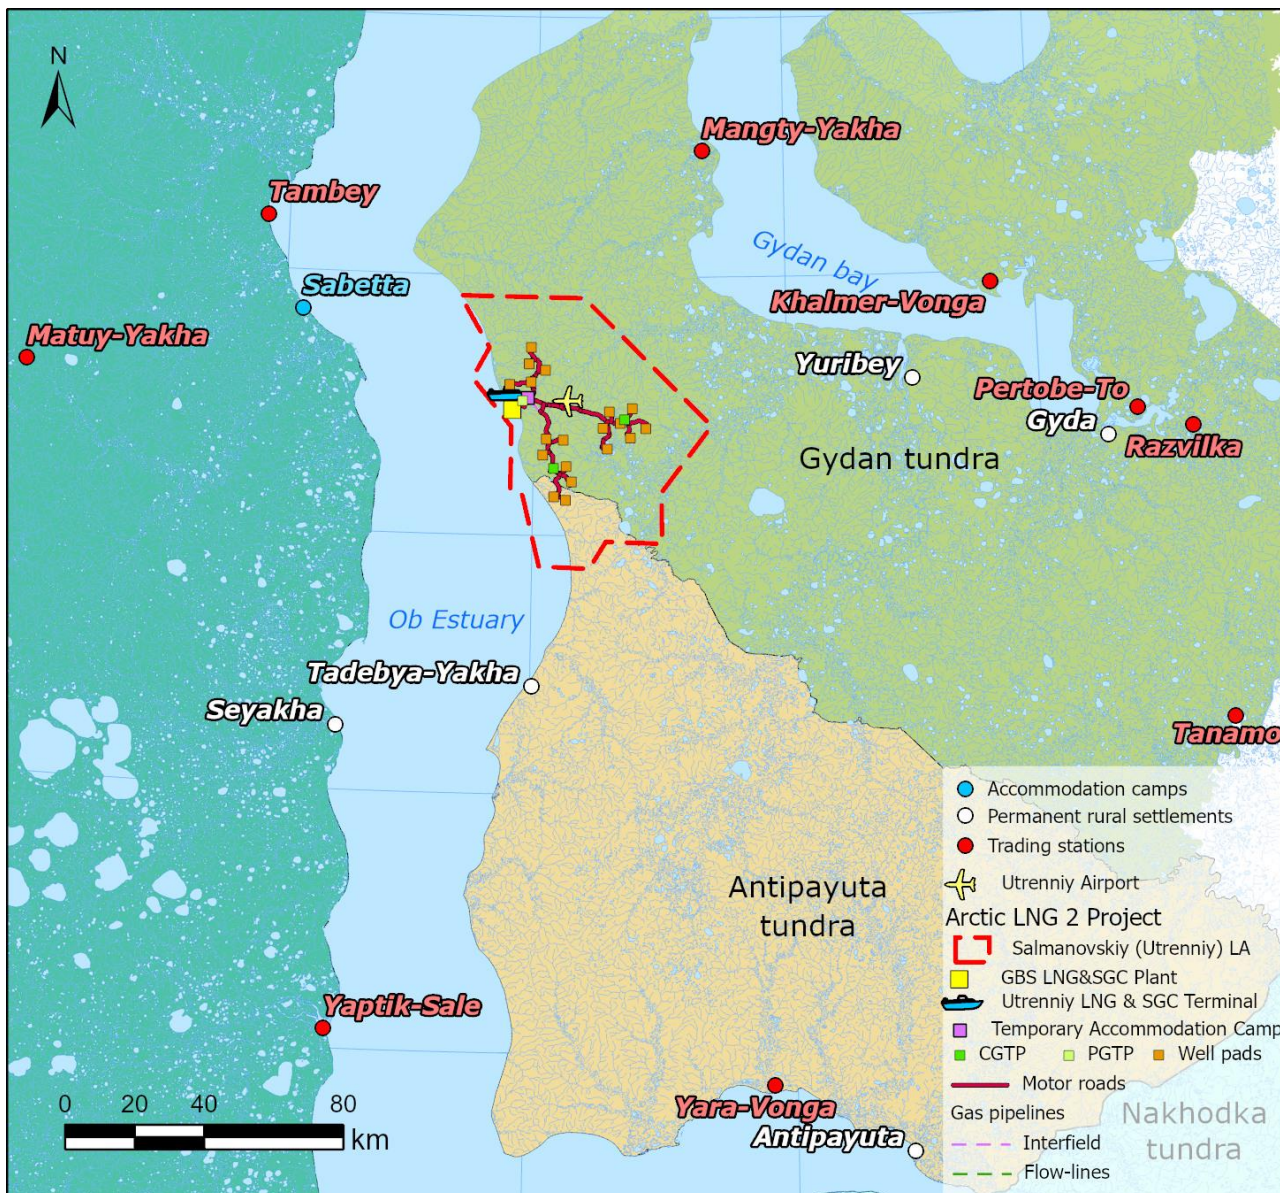 N
Mangty-Yakha
Tambey
Gydan bay
Sabetta
Khalmer-Vonga
Matuy-Yakha
Yuribey
Pertobe-To
Gyda
Razvilka
Gydan tundra
Ob Estuary
Tadebya-Yakha
Seyakha
Tanamo
Antipayuta
tundra
Yaptik-Sale
Yara-Vonga
Antipayuta
0 20 40 80
km
Accommodation camps
Permanent rural settlements
Trading stations
Utrenniy Airport
Arctic LNG 2 Project
Salmanovskiy (Utrenniy) LA
GBS LNG&SGC Plant
Utrenniy LNG & SGC Terminal
Temporary Accommodation Camp
CGTP PGTP Well pads
Motor roads
Gas pipelines
Interfield
Flow-lines
Nakhodka
tundra